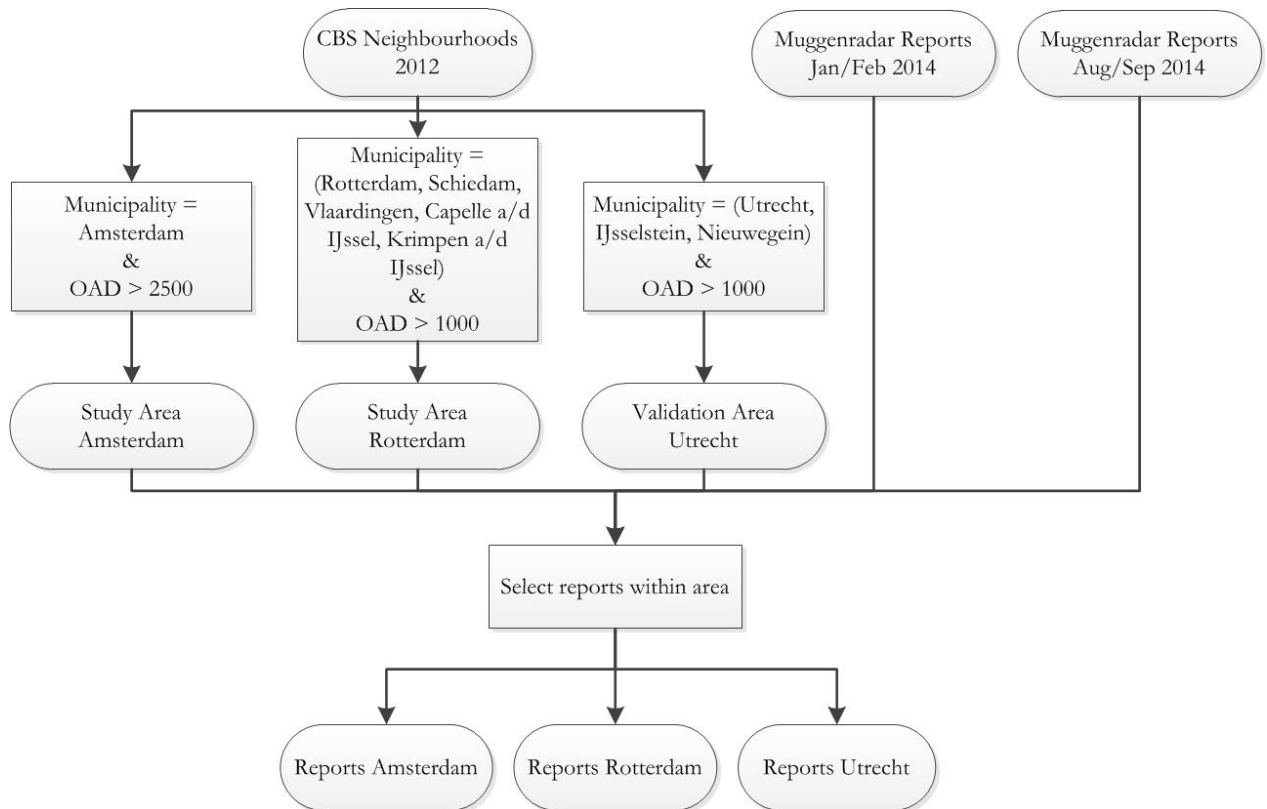 CBS Neighbourhoods
2012
Muggenradar Reports
Jan/Feb 2014
Muggenradar Reports
Aug/Sep 2014
Municipality =
Amsterdam
&
OAD > 2500
Municipality =
(Rotterdam, Schiedam,
Vlaardingen, Capelle a/d
IJssel, Krimpen a/d
IJssel)
&
OAD > 1000
Municipality = (Utrecht,
IJsselstein, Nieuwegein)
&
OAD > 1000
Study Area
Amsterdam
Study Area
Rotterdam
Validation Area
Utrecht
Select reports within area
Reports Amsterdam
Reports Rotterdam
Reports Utrecht